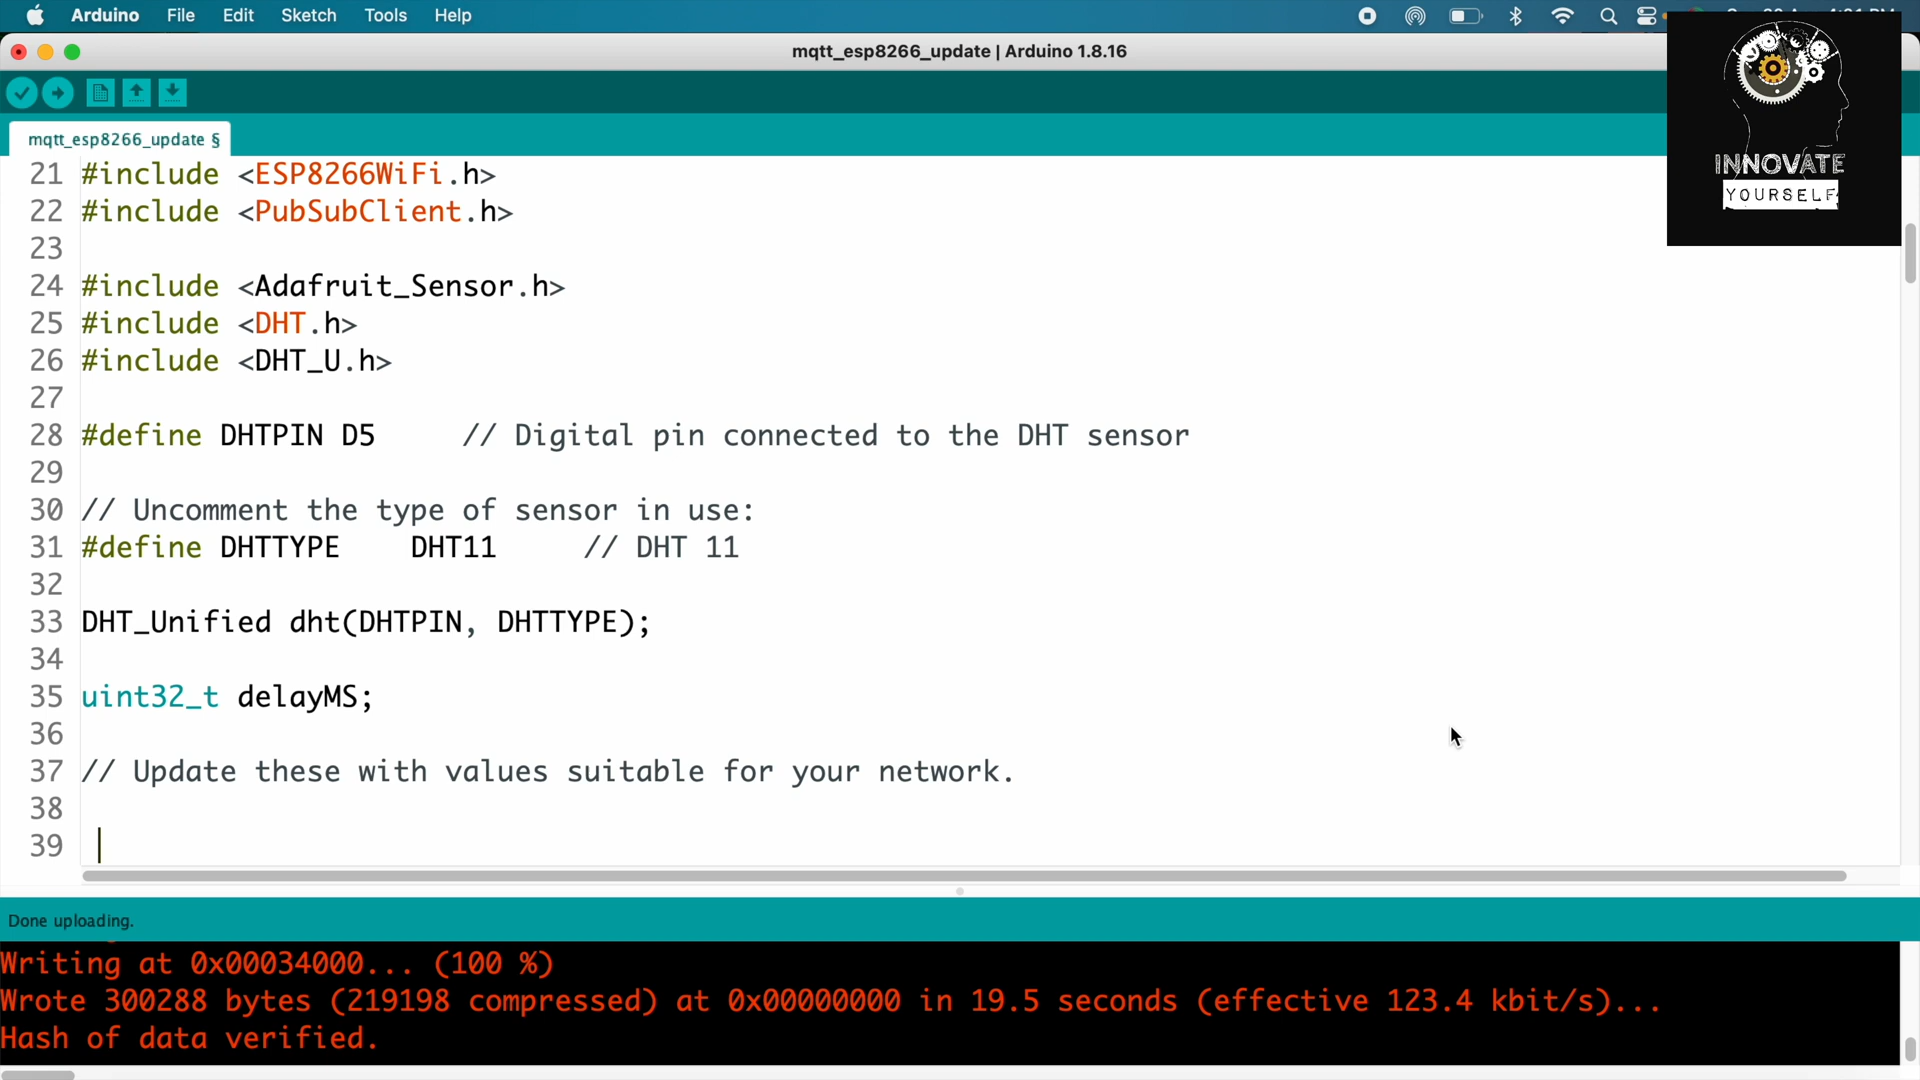 Arduino File Edit Sketch Tools Help
mqtt_esp8266_update | Arduino 1.8.16
INNOVATE
YOURSELF
mqtt_esp8266_update §
21 #include <ESP8266WiFi.h>
22 #include <PubSubClient.h>
23
24 #include <Adafruit_Sensor.h>
25 #include <DHT.h>
26 #include <DHT_U.h>
27
28 #define DHTPIN D5 // Digital pin connected to the DHT sensor
29
30 // Uncomment the type of sensor in use:
31 #define DHTTYPE DHT11 // DHT 11
32
33 DHT_Unified dht(DHTPIN, DHTTYPE);
34
35 uint32_t delayMS;
36
37 // Update these with values suitable for your network.
38
39
Done uploading.
Writing at 0x00034000... (100 %)
Wrote 300288 bytes (219198 compressed) at 0x00000000 in 19.5 seconds (effective 123.4 kbit/s)...
Hash of data verified.